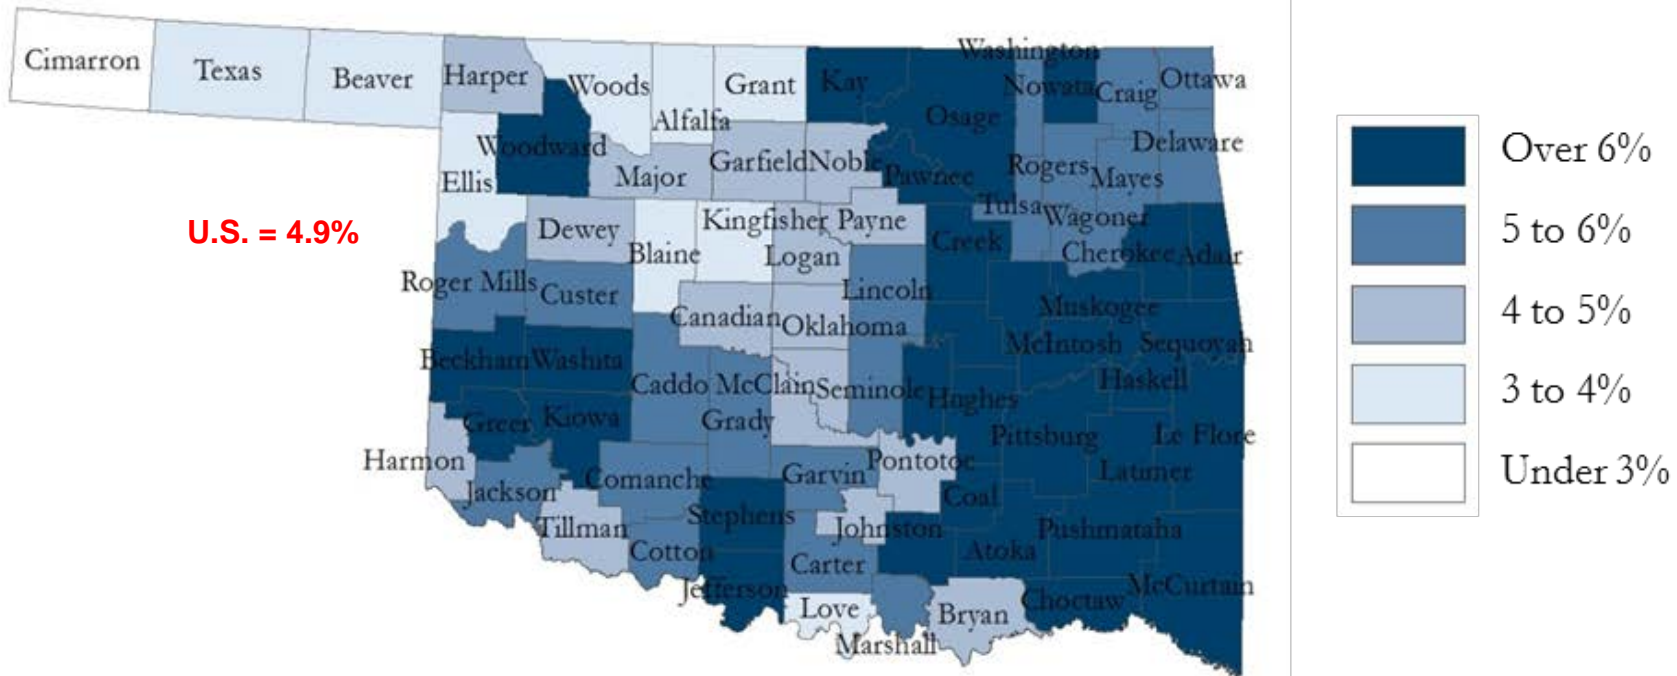 Washington
Cimarron
Texas
Beaver
Harper
Woods
Grant
Kay
Nowata
Craig
Ottawa
Alfalfa
Osage
Woodward
Delaware
Ellis
Major
Garfield
Noble
Pawnee
Rogers
Mayes
U.S. = 4.9%
Dewey
Blaine
Kingfisher
Payne
Tulsa
Wagoner
Logan
Creek
Cherokee
Adair
Roger Mills
Custer
Lincoln
Canadian
Oklahoma
Muskogee
McIntosh
Sequoyah
Beckham
Washita
Caddo
McClain
Seminole
Haskell
Hughes
Greer
Kiowa
Grady
Pittsburg
Le Flore
Harmon
Jackson
Comanche
Garvin
Pontotoc
Latimer
Coal
Tillman
Stephens
Johnston
Pushmataha
Cotton
Carter
Atoka
Jefferson
Love
Bryan
Choctaw
McCurtain
Marshall
Over 6%
5 to 6%
4 to 5%
3 to 4%
Under 3%